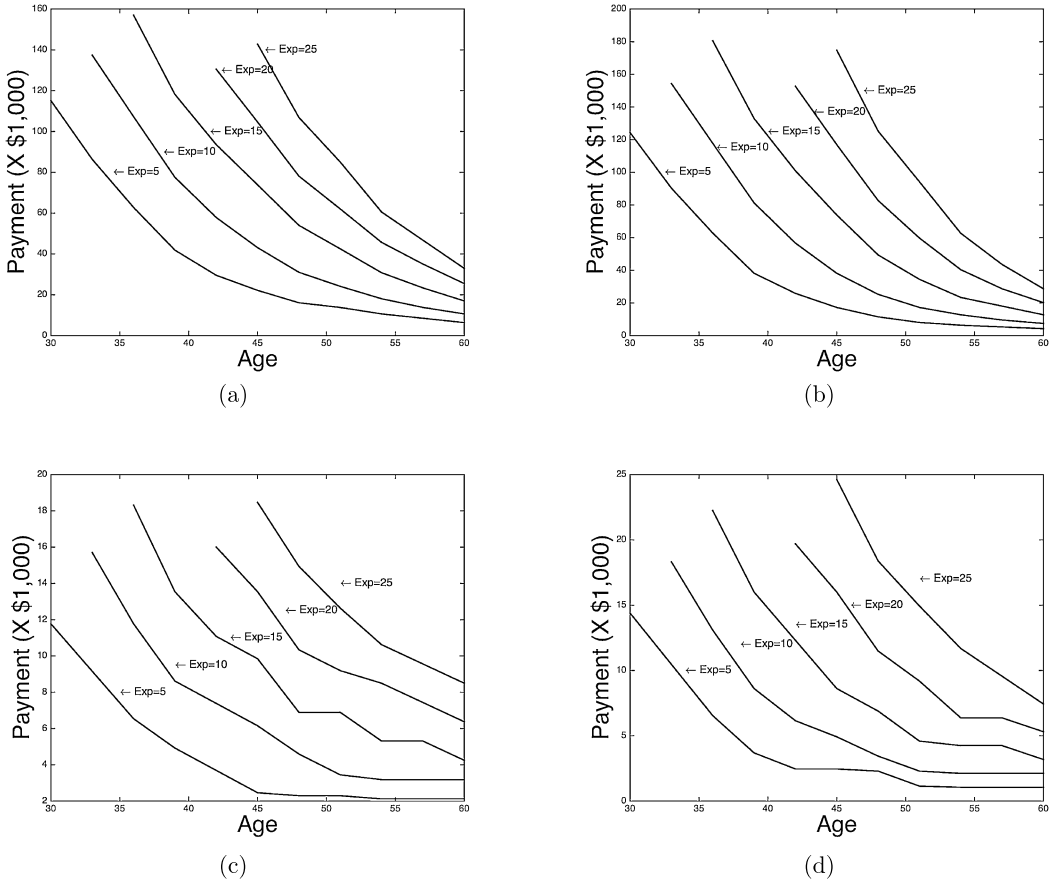 160
140
120
100
80
60
40
20
0
Payment (X $1,000)
← Exp=25
← Exp=20
← Exp=15
← Exp=10
← Exp=5
30 35 40 45 50 55 60
Age
(a)
200
180
160
140
120
100
80
60
40
20
0
Payment (X $1,000)
← Exp=25
← Exp=20
← Exp=15
← Exp=10
← Exp=5
30 35 40 45 50 55 60
Age
(b)
20
18
16
14
12
10
8
6
4
2
Payment (X $1,000)
← Exp=25
← Exp=20
← Exp=15
← Exp=10
← Exp=5
30 35 40 45 50 55 60
Age
(c)
25
20
15
10
5
0
Payment (X $1,000)
← Exp=25
← Exp=20
← Exp=15
← Exp=10
← Exp=5
30 35 40 45 50 55 60
Age
(d)